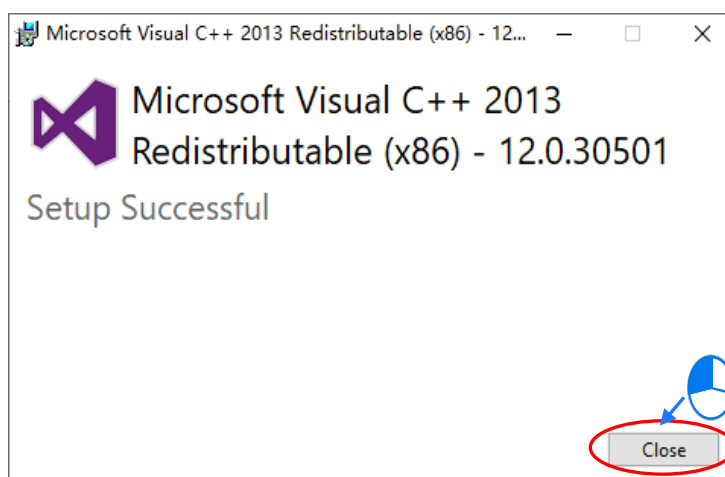 Microsoft Visual C++ 2013 Redistributable (x86) - 12...
Microsoft Visual C++ 2013
Redistributable (x86) - 12.0.30501
Setup Successful
Close